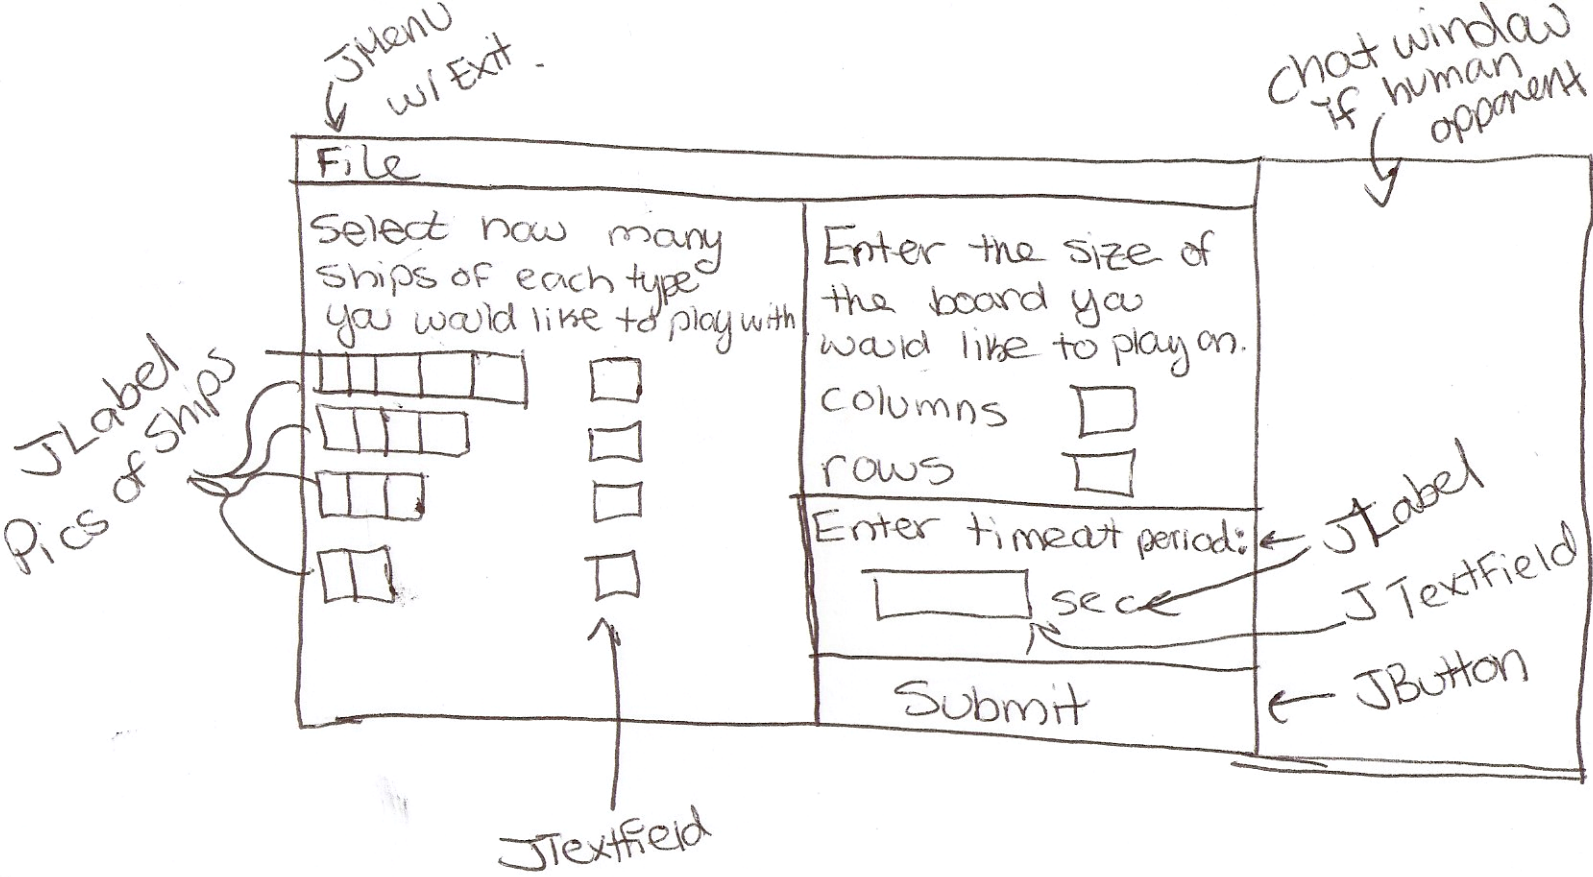 JMenu
w/ Exit.
chat window
if human
opponent
File
Select how many
ships of each type
you would like to play with
Enter the size of
the board you
would like to play on.
columns
rows
JLabel
Pics of Ships
Enter timeout period:
sec
Submit
JLabel
JTextField
JButton
JTextField